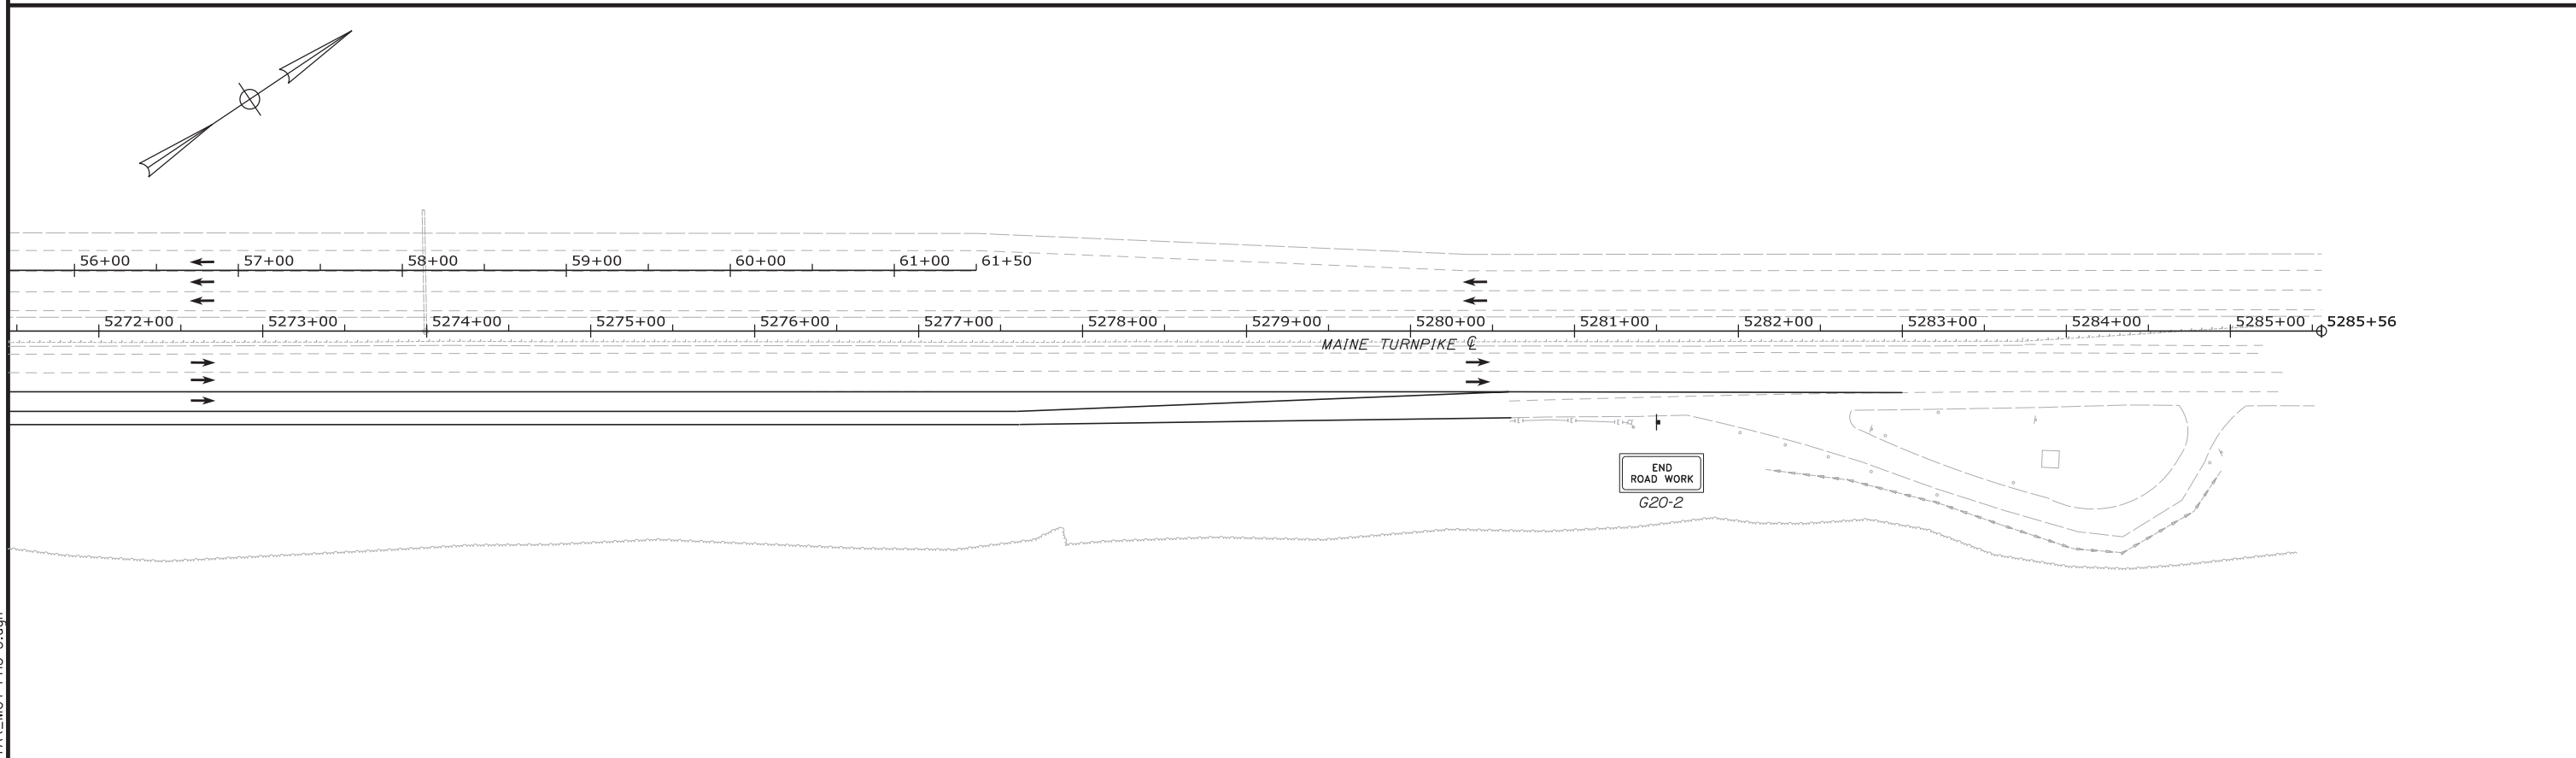 56+00 57+00 58+00 59+00 60+00 61+00 61+50
5272+00 5273+00 5274+00 5275+00 5276+00 5277+00 5278+00 5279+00 5280+00 5281+00 5282+00 5283+00 5284+00 5285+00 5285+56
MAINE TURNPIKE ℄
END
ROAD WORK
G20-2